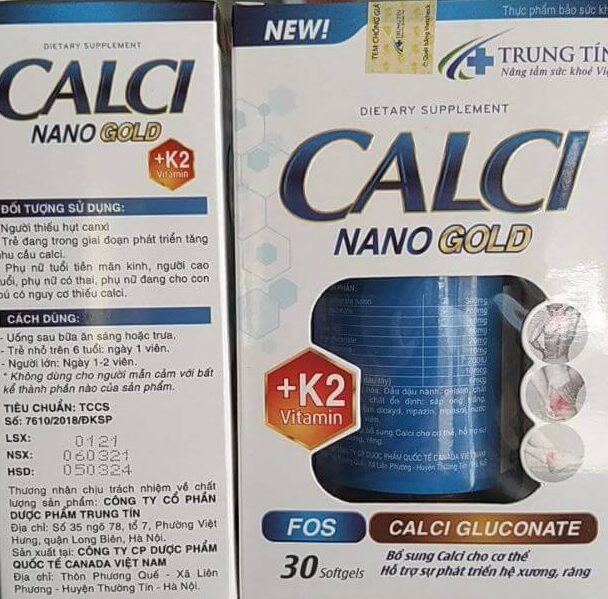 DIETARY SUPPLEMENT
CALCI
NANO GOLD
+K2
Vitamin
ĐỐI TƯỢNG SỬ DỤNG:
Người thiếu hụt canxi
Trẻ đang trong giai đoạn phát triển tăng
nhu cầu calci.
Phụ nữ tuổi tiền mãn kinh, người cao
tuổi, phụ nữ có thai, phụ nữ đang cho con
bú có nguy cơ thiếu calci.
CÁCH DÙNG:
- Uống sau bữa ăn sáng hoặc trưa.
- Trẻ nhỏ trên 6 tuổi: ngày 1 viên.
- Người lớn: Ngày 1-2 viên.
* Không dùng cho người mẫn cảm với bất
kể thành phần nào của sản phẩm.
TIÊU CHUẨN: TCCS
Số: 7610/2018/ĐKSP
LSX: 0121
NSX: 060321
HSD: 050324
Thương nhân chịu trách nhiệm về chất
lượng sản phẩm: CÔNG TY CỔ PHẦN
DƯỢC PHẨM TRUNG TÍN
Địa chỉ: Số 35 ngõ 78, tổ 7, Phường Việt
Hưng, quận Long Biên, Hà Nội.
Sản xuất tại: CÔNG TY CP DƯỢC PHẨM
QUỐC TẾ CANADA VIỆT NAM
Địa chỉ: Thôn Phương Quế - Xã Liên
Phương - Huyện Thường Tín - Hà Nội.
Thực phẩm bảo sức kh
NEW!
TEM CHỐNG GIẢ
TRUNG TÍN
Nâng tầm sức khoẻ Việ
DIETARY SUPPLEMENT
CALCI
NANO GOLD
+K2
Vitamin
FOS
CALCI GLUCONATE
30 Softgels
Bổ sung Calci cho cơ thể
Hỗ trợ sự phát triển hệ xương, răng